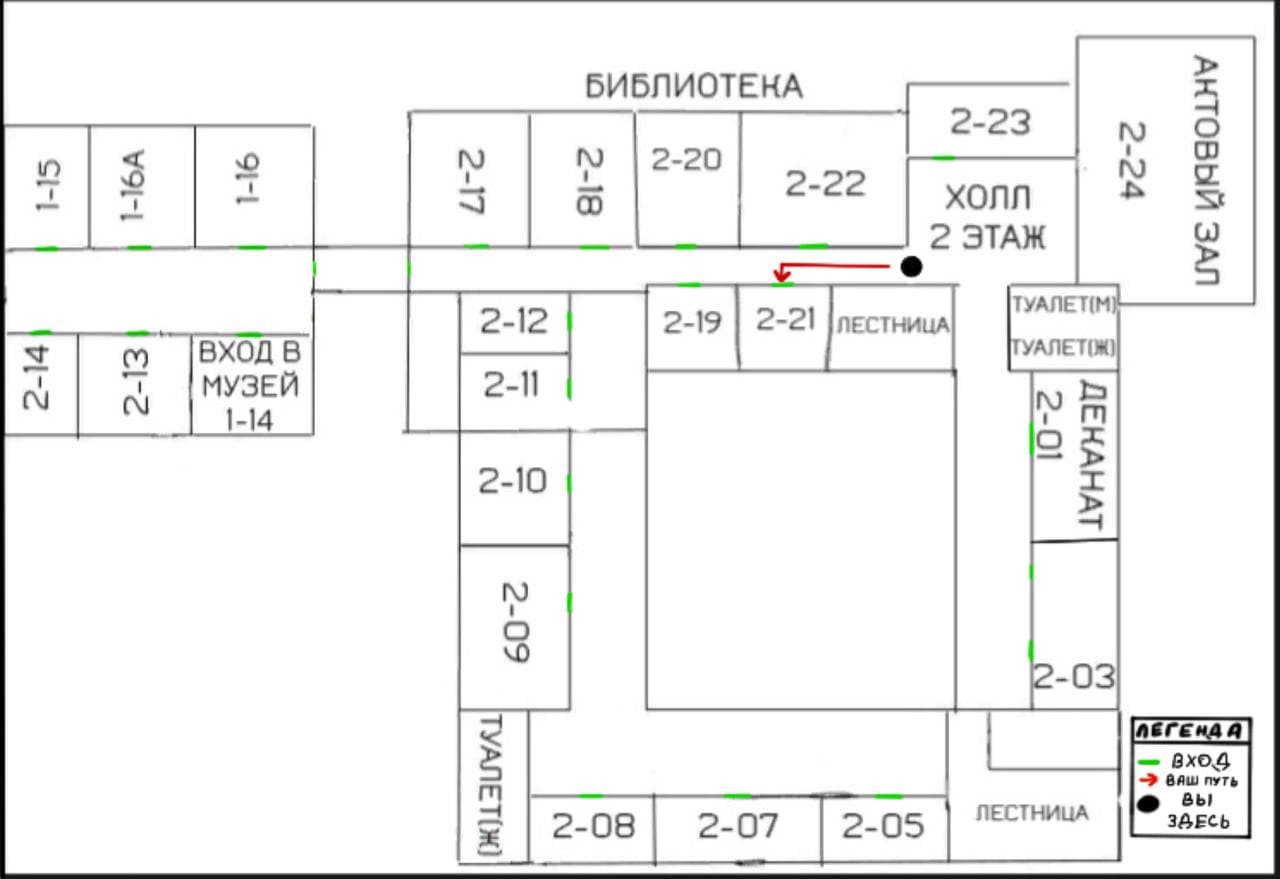 БИБЛИОТЕКА
АКТОВЫЙ ЗАЛ
2-24
2-23
ХОЛЛ
2 ЭТАЖ
1-15
1-16А
1-16
2-17
2-18
2-20
2-22
2-14
2-13
ВХОД В
МУЗЕЙ
1-14
2-12
2-11
2-10
2-09
2-19
2-21
ЛЕСТНИЦА
ТУАЛЕТ(М)
ТУАЛЕТ(Ж)
2-01
ДЕКАНАТ
2-03
ТУАЛЕТ(Ж)
2-08
2-07
2-05
ЛЕСТНИЦА
ЛЕГЕНДА
ВХОД
ВАШ ПУТЬ
ВЫ
ЗДЕСЬ